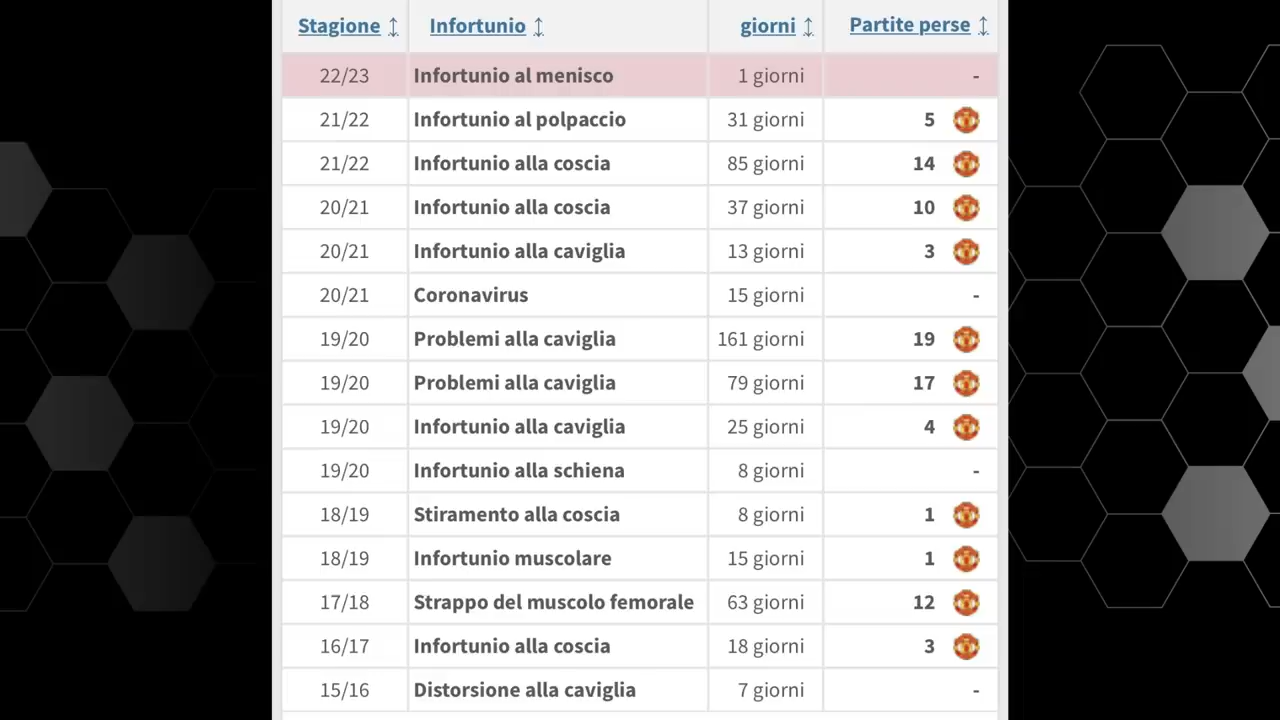 Stagione ↕ Infortunio ↕ giorni ↕ Partite perse ↕
22/23 Infortunio al menisco 1 giorni -
21/22 Infortunio al polpaccio 31 giorni 5
21/22 Infortunio alla coscia 85 giorni 14
20/21 Infortunio alla coscia 37 giorni 10
20/21 Infortunio alla caviglia 13 giorni 3
20/21 Coronavirus 15 giorni -
19/20 Problemi alla caviglia 161 giorni 19
19/20 Problemi alla caviglia 79 giorni 17
19/20 Infortunio alla caviglia 25 giorni 4
19/20 Infortunio alla schiena 8 giorni -
18/19 Stiramento alla coscia 8 giorni 1
18/19 Infortunio muscolare 15 giorni 1
17/18 Strappo del muscolo femorale 63 giorni 12
16/17 Infortunio alla coscia 18 giorni 3
15/16 Distorsione alla caviglia 7 giorni -